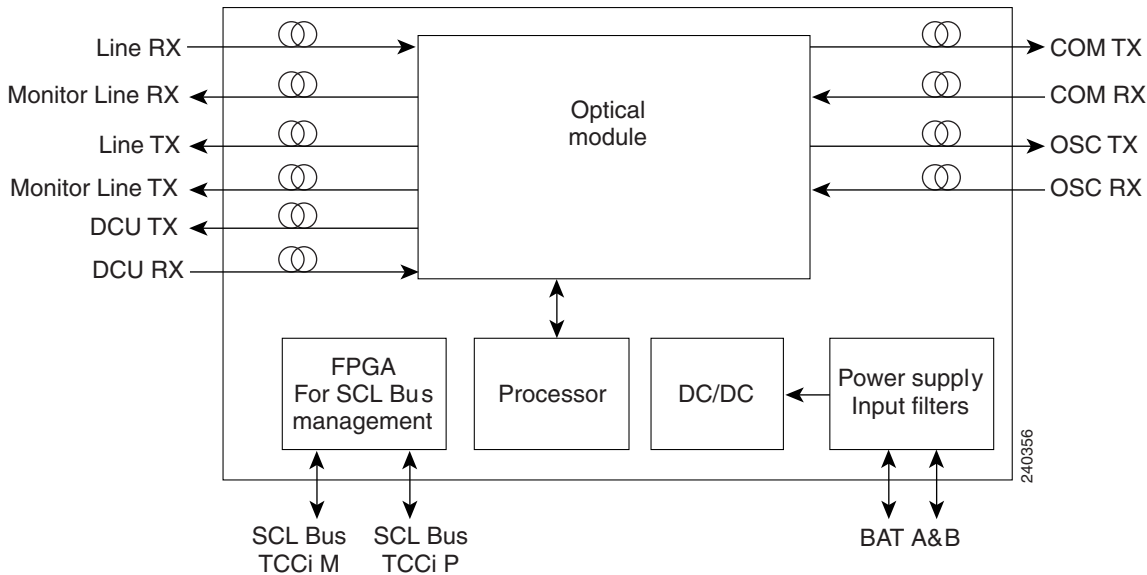 Line RX
Monitor Line RX
Line TX
Monitor Line TX
DCU TX
DCU RX
Optical
module
COM TX
COM RX
OSC TX
OSC RX
FPGA
For SCL Bus
management
Processor
DC/DC
Power supply
Input filters
240356
SCL Bus
TCCi M
SCL Bus
TCCi P
BAT A&B